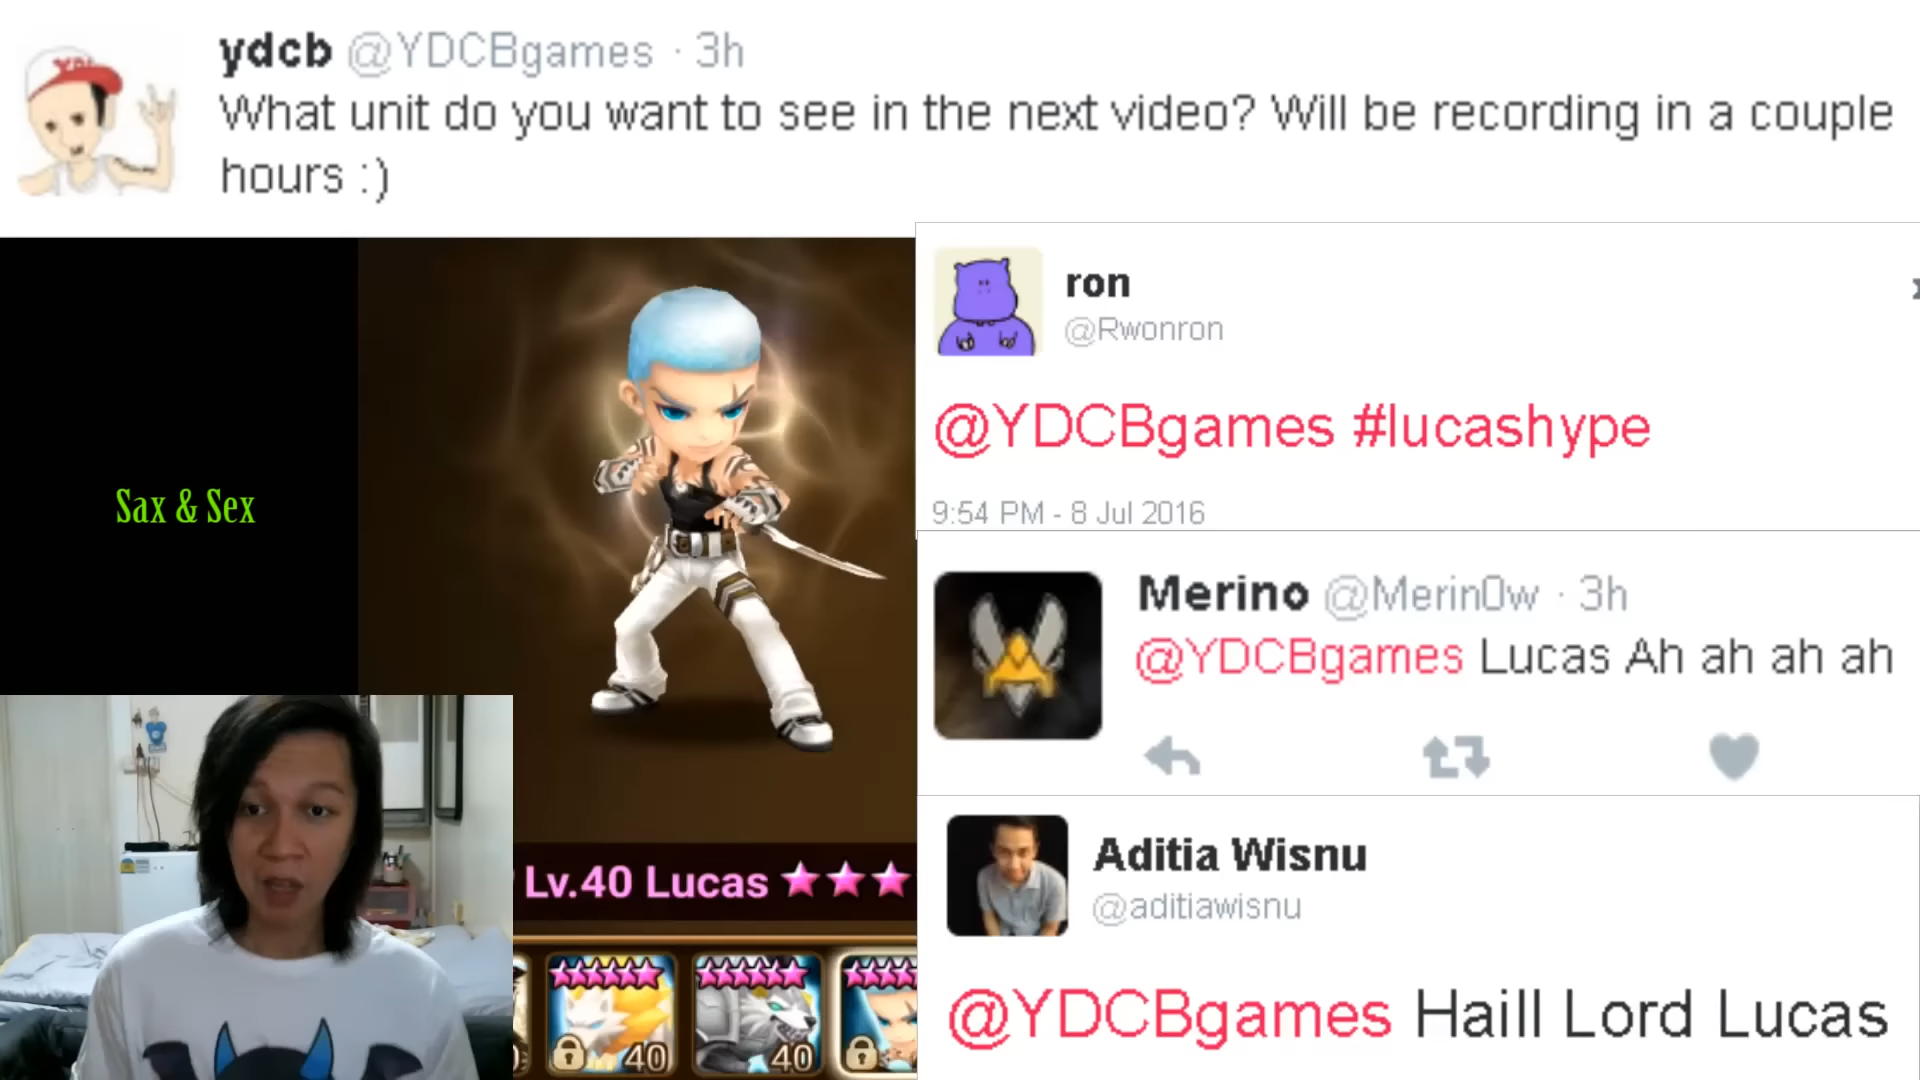 ydcb @YDCBgames · 3h
What unit do you want to see in the next video? Will be recording in a couple
hours :)
ron
@Rwonron
@YDCBgames #lucashype
9:54 PM - 8 Jul 2016
Sax & Sex
Merino @Merin0w · 3h
@YDCBgames Lucas Ah ah ah ah
Lv.40 Lucas
Aditia Wisnu
@aditiawisnu
@YDCBgames Haill Lord Lucas
40
40